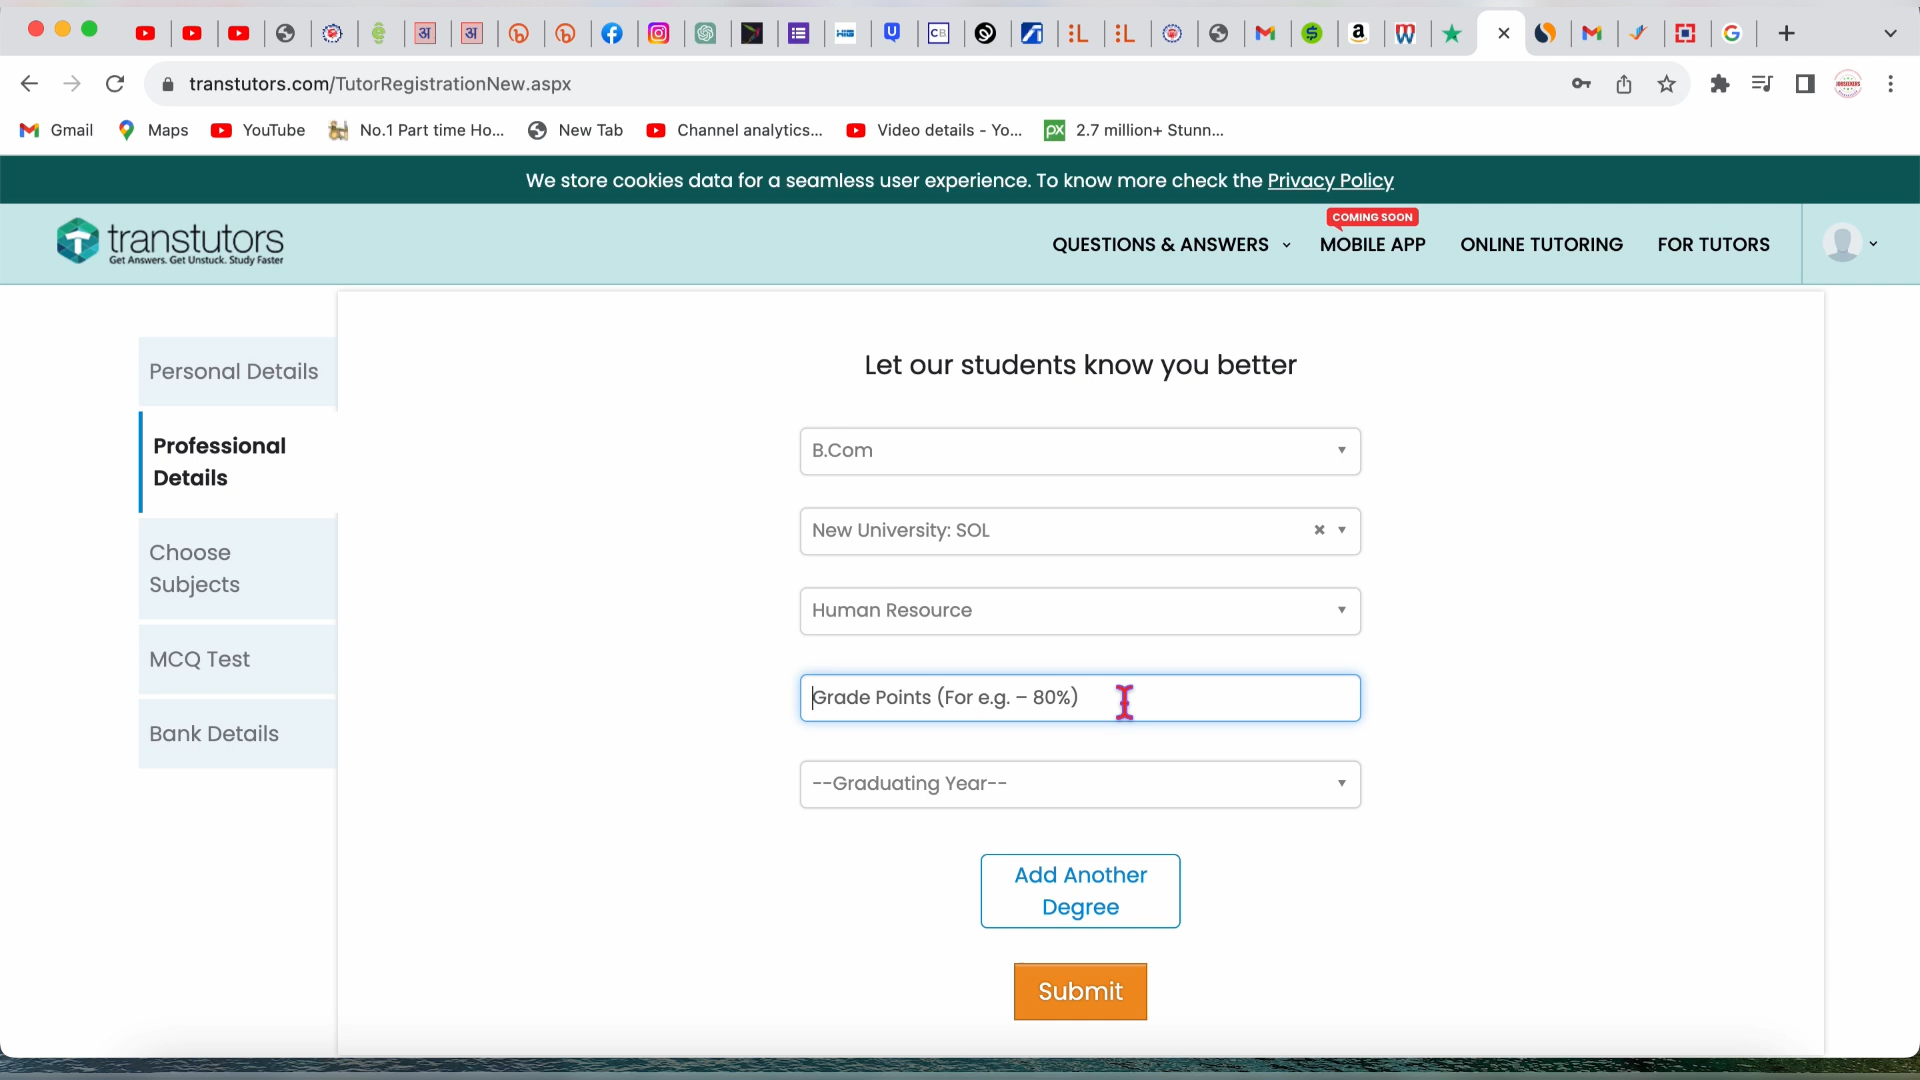 transtutors.com/TutorRegistrationNew.aspx
Gmail
Maps
YouTube
No.1 Part time Ho...
New Tab
Channel analytics...
Video details - Yo...
PX
2.7 million+ Stunn...
We store cookies data for a seamless user experience. To know more check the Privacy Policy
transtutors
Get Answers. Get Unstuck. Study Faster
QUESTIONS & ANSWERS
COMING SOON
MOBILE APP
ONLINE TUTORING
FOR TUTORS
Personal Details
Professional
Details
Choose
Subjects
MCQ Test
Bank Details
Let our students know you better
B.Com
New University: SOL
Human Resource
Grade Points (For e.g. – 80%)
--Graduating Year--
Add Another
Degree
Submit